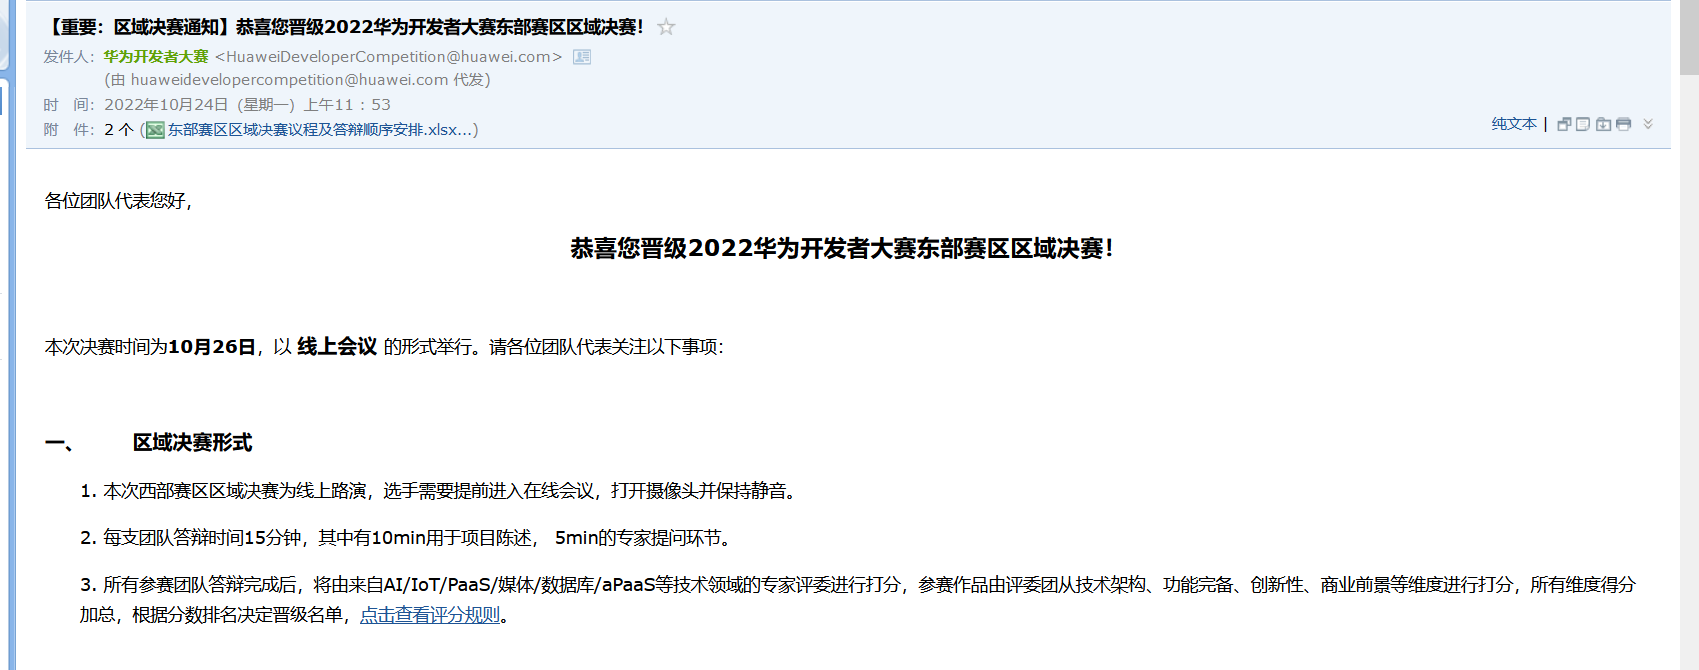 【重要：区域决赛通知】恭喜您晋级2022华为开发者大赛东部赛区区域决赛！
发件人：华为开发者大赛 <HuaweiDeveloperCompetition@huawei.com>
(由 huaweidevelopercompetition@huawei.com 代发)
时 间：2022年10月24日 (星期一) 上午11：53
附 件：2 个 (东部赛区区域决赛议程及答辩顺序安排.xlsx...)
纯文本 |
各位团队代表您好，
恭喜您晋级2022华为开发者大赛东部赛区区域决赛！
本次决赛时间为10月26日，以 线上会议 的形式举行。请各位团队代表关注以下事项：
一、 区域决赛形式
1. 本次西部赛区区域决赛为线上路演，选手需要提前进入在线会议，打开摄像头并保持静音。
2. 每支团队答辩时间15分钟，其中有10min用于项目陈述， 5min的专家提问环节。
3. 所有参赛团队答辩完成后，将由来自AI/IoT/PaaS/媒体/数据库/aPaaS等技术领域的专家评委进行打分，参赛作品由评委团从技术架构、功能完备、创新性、商业前景等维度进行打分，所有维度得分
加总，根据分数排名决定晋级名单，点击查看评分规则。